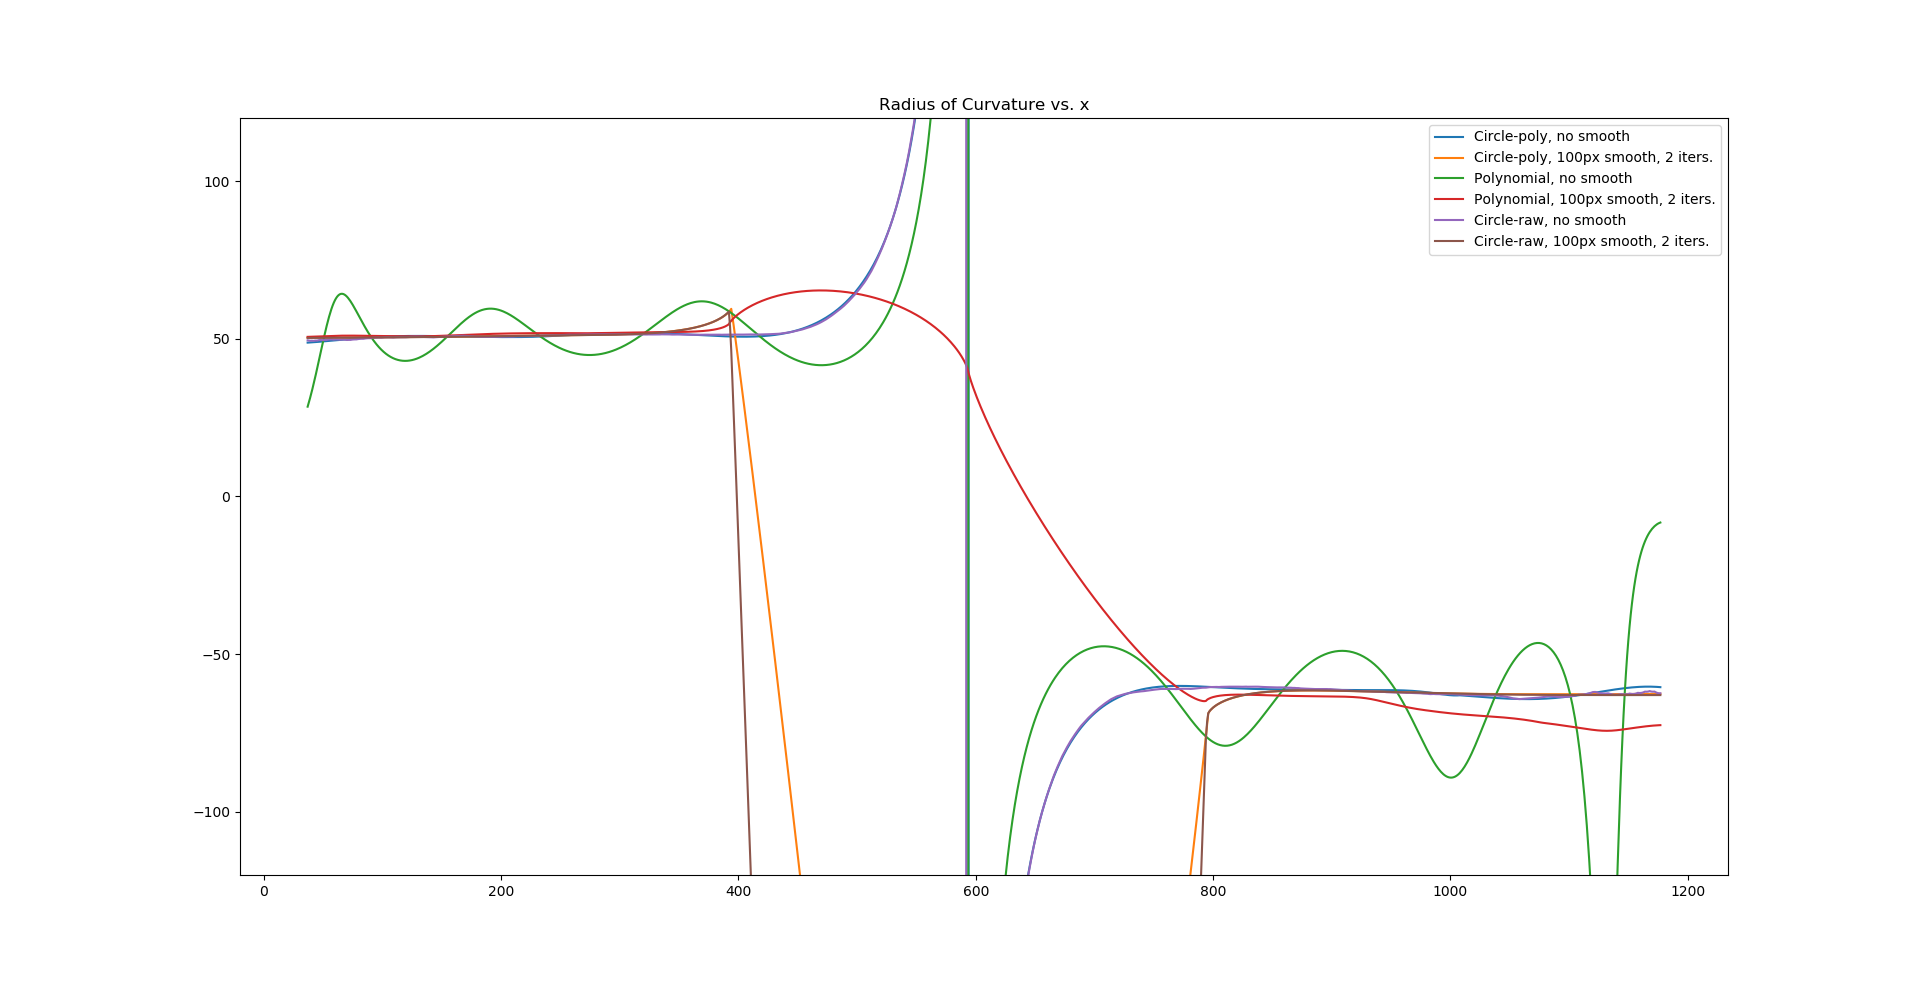 Radius of Curvature vs. x
Circle-poly, no smooth
Circle-poly, 100px smooth, 2 iters.
Polynomial, no smooth
Polynomial, 100px smooth, 2 iters.
Circle-raw, no smooth
Circle-raw, 100px smooth, 2 iters.
100
50
0
−50
−100
0 200 400 600 800 1000 1200